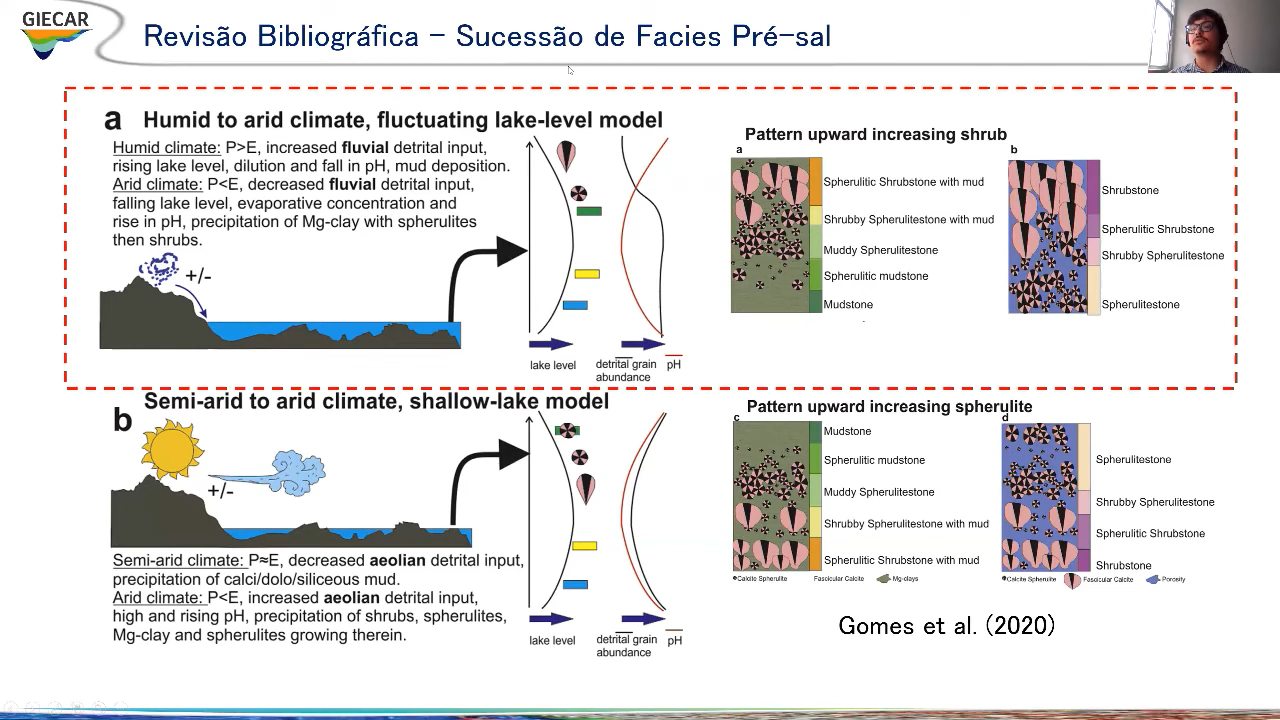 GIECAR
Revisão Bibliográfica - Sucessão de Facies Pré-sal
a Humid to arid climate, fluctuating lake-level model
Humid climate: P>E, increased fluvial detrital input,
rising lake level, dilution and fall in pH, mud deposition.
Arid climate: P<E, decreased fluvial detrital input,
falling lake level, evaporative concentration and
rise in pH, precipitation of Mg-clay with spherulites
then shrubs.
+/-
lake level
detrital grain
abundance
pH
Pattern upward increasing shrub
a
Spherulitic Shrubstone with mud
Shrubby Spherulitestone with mud
Muddy Spherulitestone
Spherulitic mudstone
Mudstone
b
Shrubstone
Spherulitic Shrubstone
Shrubby Spherulitestone
Spherulitestone
b Semi-arid to arid climate, shallow-lake model
+/-
Semi-arid climate: P≈E, decreased aeolian detrital input,
precipitation of calci/dolo/siliceous mud.
Arid climate: P<E, increased aeolian detrital input,
high and rising pH, precipitation of shrubs, spherulites,
Mg-clay and spherulites growing therein.
lake level
detrital grain
abundance
pH
Pattern upward increasing spherulite
c
Mudstone
Spherulitic mudstone
Muddy Spherulitestone
Shrubby Spherulitestone with mud
Spherulitic Shrubstone with mud
Calcite Spherulite Fascicular Calcite Mg-clays
d
Spherulitestone
Shrubby Spherulitestone
Spherulitic Shrubstone
Shrubstone
Calcite Spherulite Fascicular Calcite Porosity
Gomes et al. (2020)